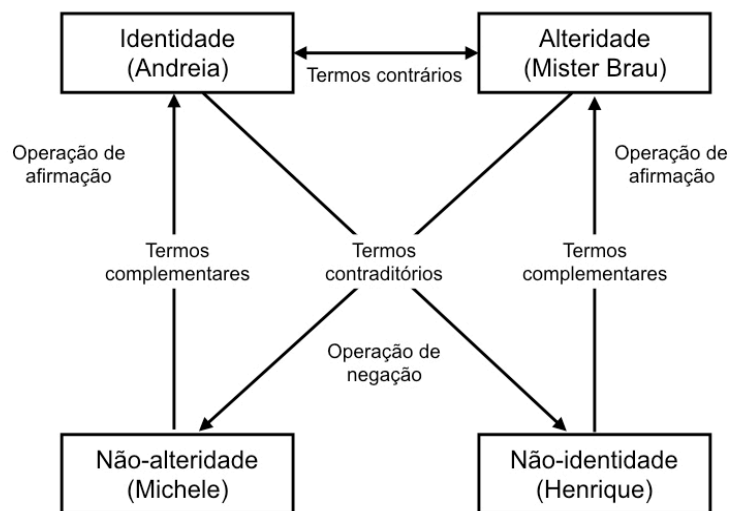 Identidade
(Andreia)
Alteridade
(Mister Brau)
Termos contrários
Operação de
afirmação
Operação de
afirmação
Termos
complementares
Termos
contraditórios
Termos
complementares
Operação de
negação
Não-alteridade
(Michele)
Não-identidade
(Henrique)